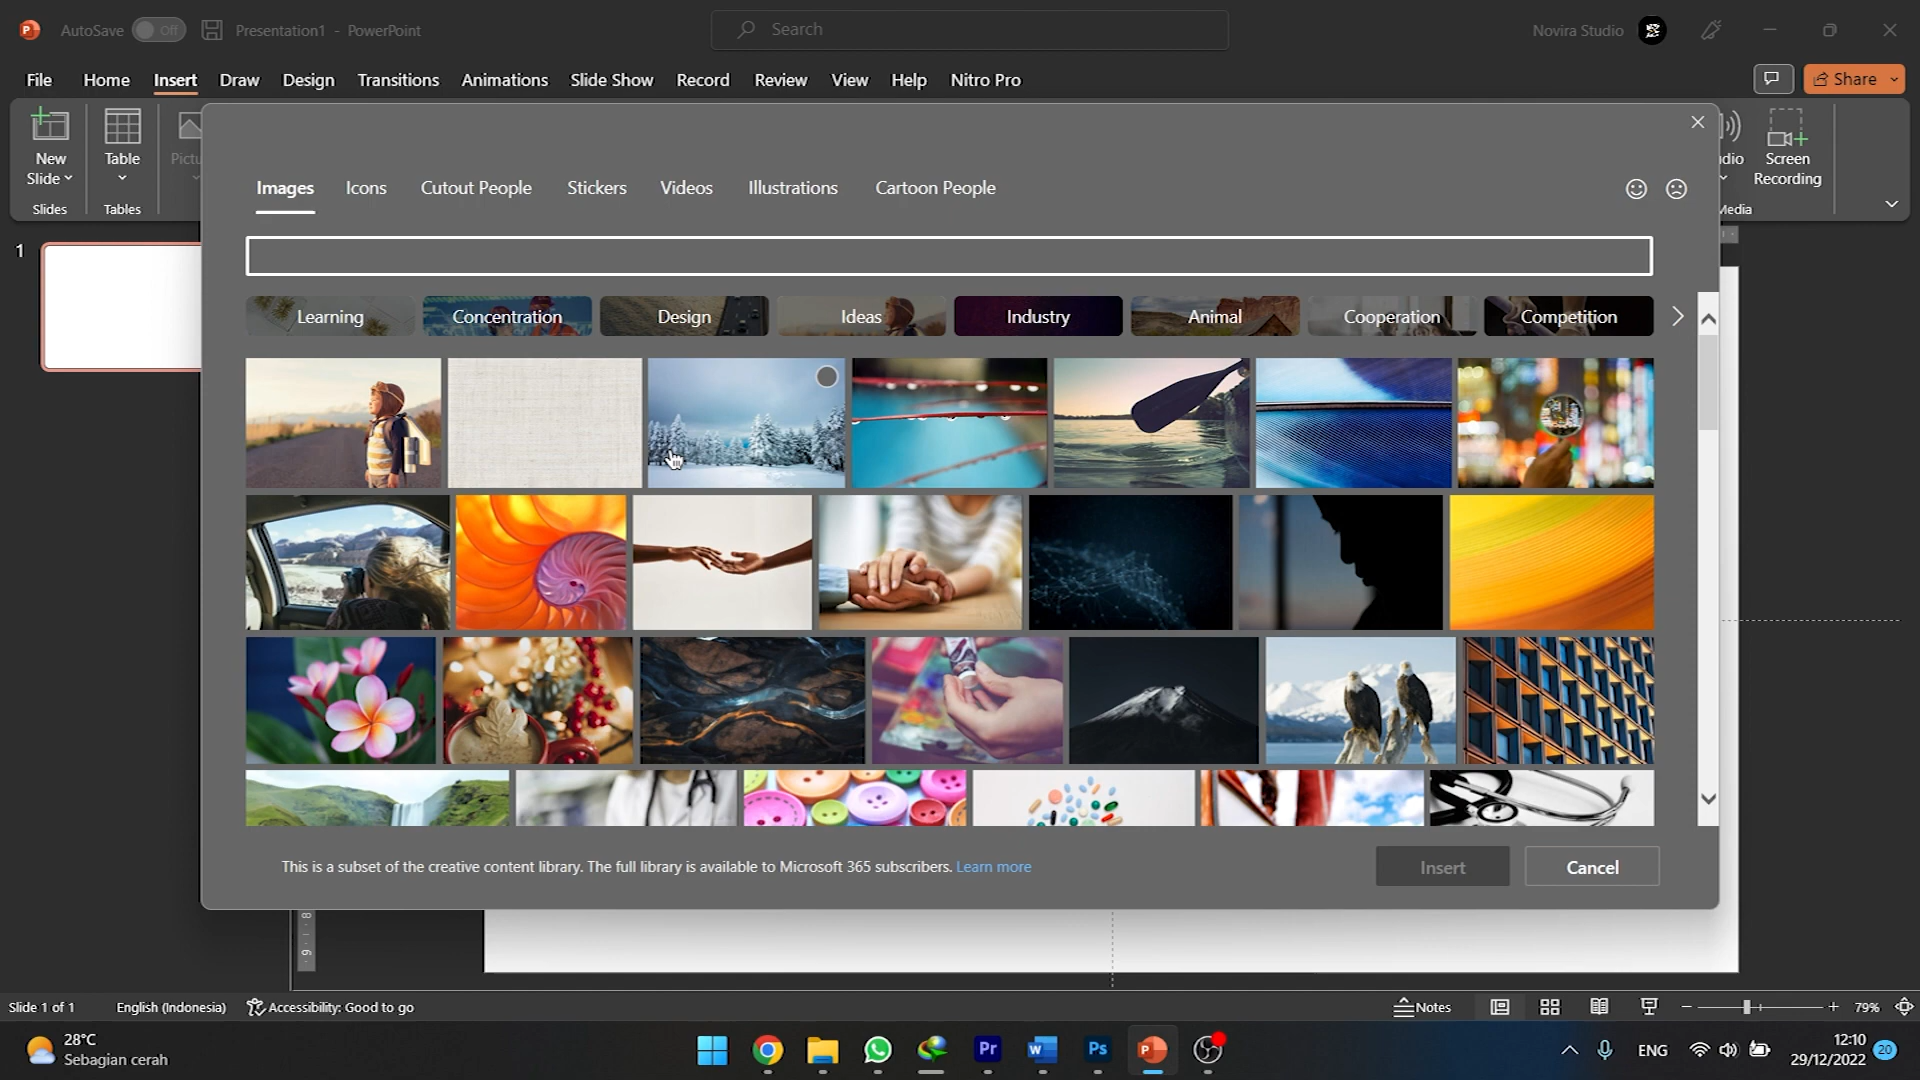 AutoSave Off Presentation1 - PowerPoint Search Novira Studio
File Home Insert Draw Design Transitions Animations Slide Show Record Review View Help Nitro Pro Share
New Slide
Table
Screen Recording
Slides Tables
Images Icons Cutout People Stickers Videos Illustrations Cartoon People
1
Learning Concentration Design Ideas Industry Animal Cooperation Competition
This is a subset of the creative content library. The full library is available to Microsoft 365 subscribers. Learn more
Insert Cancel
8
9
Slide 1 of 1 English (Indonesia) Accessibility: Good to go Notes 79%
28°C
Sebagian cerah
Pr Ps
ENG
12:10
29/12/2022
20